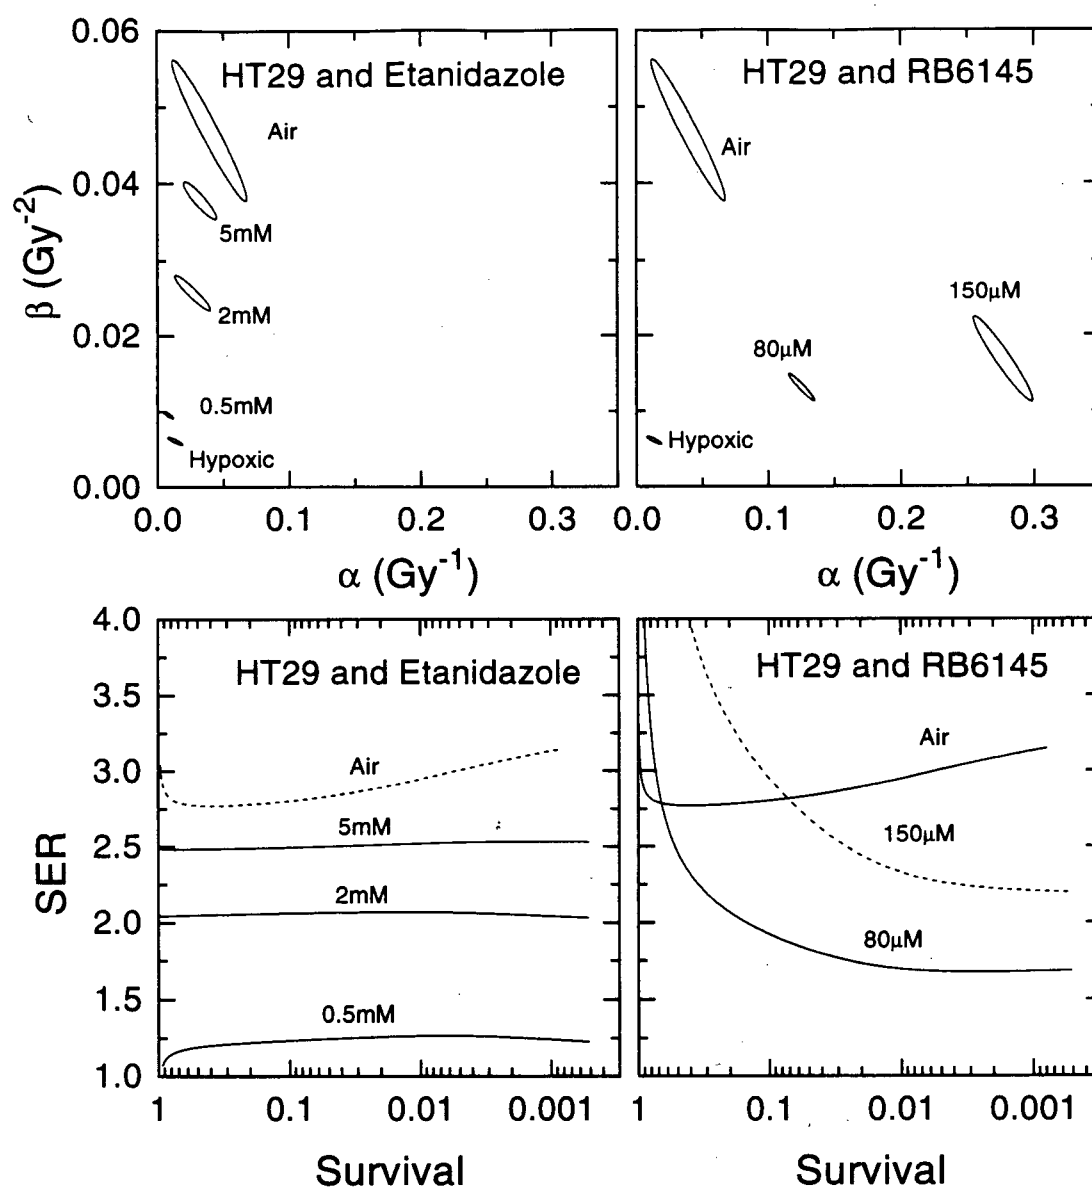 0.06
HT29 and Etanidazole
HT29 and RB6145
Air
Air
0.04
β (Gy⁻²)
5mM
150μM
2mM
80μM
0.02
0.5mM
Hypoxic
Hypoxic
0.00
0.0 0.1 0.2 0.3 0.0 0.1 0.2 0.3
α (Gy⁻¹) α (Gy⁻¹)
4.0
HT29 and Etanidazole
HT29 and RB6145
3.5
Air
Air
3.0
5mM
150μM
2.5
SER
2mM
80μM
2.0
1.5
0.5mM
1.0
1 0.1 0.01 0.001 1 0.1 0.01 0.001
Survival Survival